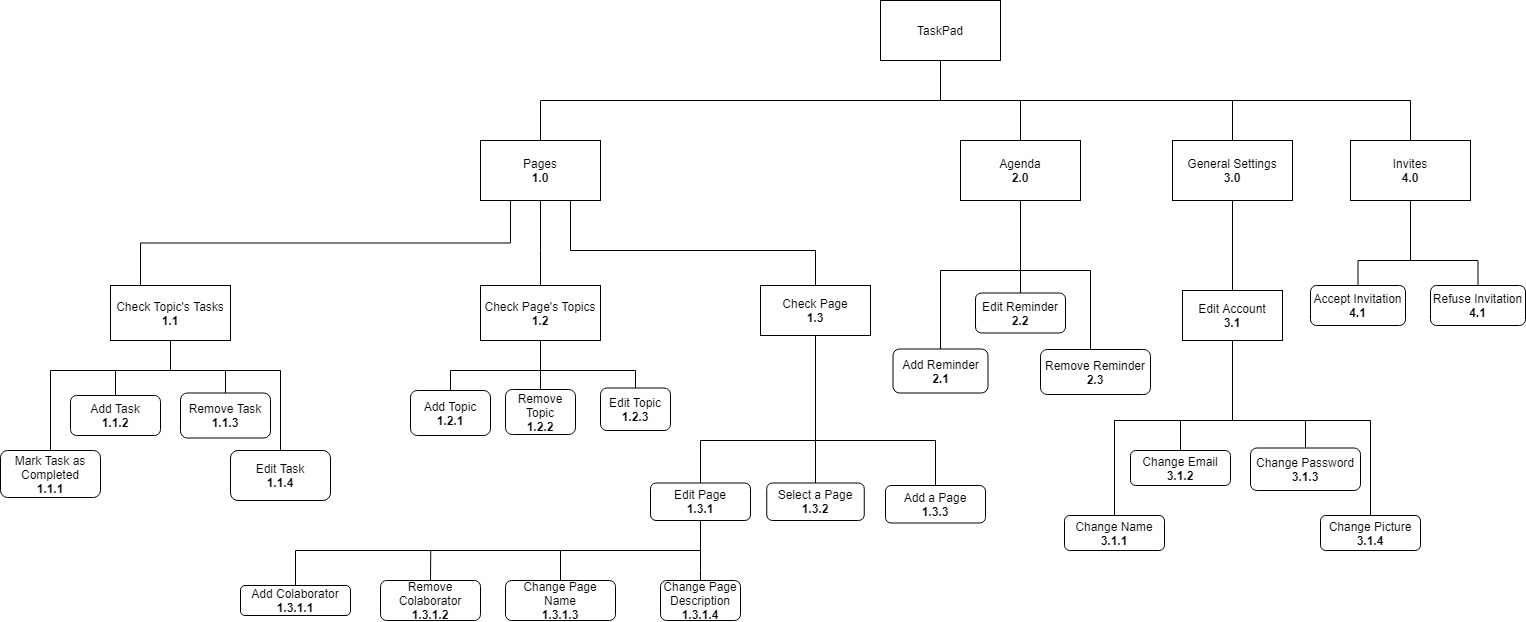 TaskPad
Pages
1.0
Agenda
2.0
General Settings
3.0
Invites
4.0
Check Topic's Tasks
1.1
Check Page's Topics
1.2
Check Page
1.3
Edit Reminder
2.2
Edit Account
3.1
Accept Invitation
4.1
Refuse Invitation
4.1
Add Reminder
2.1
Remove Reminder
2.3
Add Task
1.1.2
Remove Task
1.1.3
Add Topic
1.2.1
Remove
Topic
1.2.2
Edit Topic
1.2.3
Mark Task as
Completed
1.1.1
Edit Task
1.1.4
Change Email
3.1.2
Change Password
3.1.3
Edit Page
1.3.1
Select a Page
1.3.2
Add a Page
1.3.3
Change Name
3.1.1
Change Picture
3.1.4
Add Colaborator
1.3.1.1
Remove
Colaborator
1.3.1.2
Change Page
Name
1.3.1.3
Change Page
Description
1.3.1.4